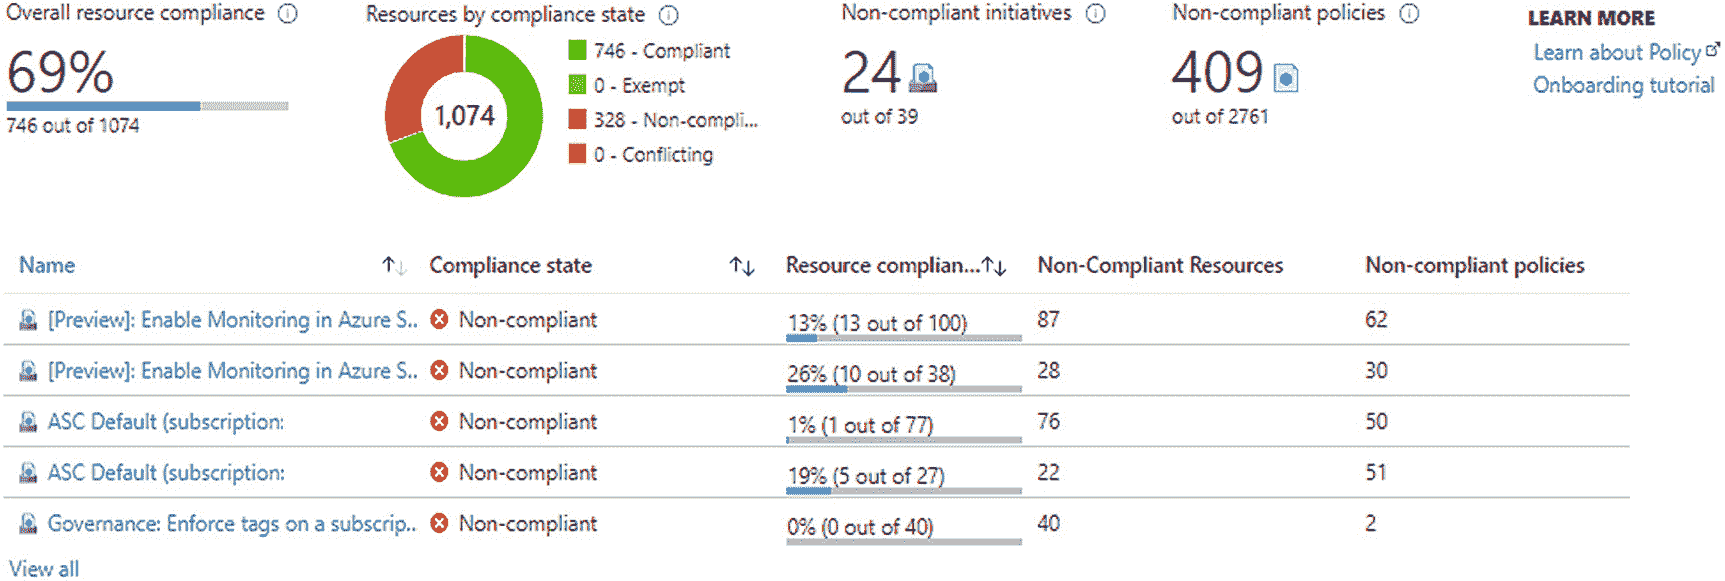 Overall resource compliance
69%
746 out of 1074
Resources by compliance state
1,074
746 - Compliant
0 - Exempt
328 - Non-compli...
0 - Conflicting
Non-compliant initiatives
24
out of 39
Non-compliant policies
409
out of 2761
LEARN MORE
Learn about Policy
Onboarding tutorial
Name Compliance state Resource complian... Non-Compliant Resources Non-compliant policies
[Preview]: Enable Monitoring in Azure S.. Non-compliant 13% (13 out of 100) 87 62
[Preview]: Enable Monitoring in Azure S.. Non-compliant 26% (10 out of 38) 28 30
ASC Default (subscription: Non-compliant 1% (1 out of 77) 76 50
ASC Default (subscription: Non-compliant 19% (5 out of 27) 22 51
Governance: Enforce tags on a subscrip.. Non-compliant 0% (0 out of 40) 40 2
View all